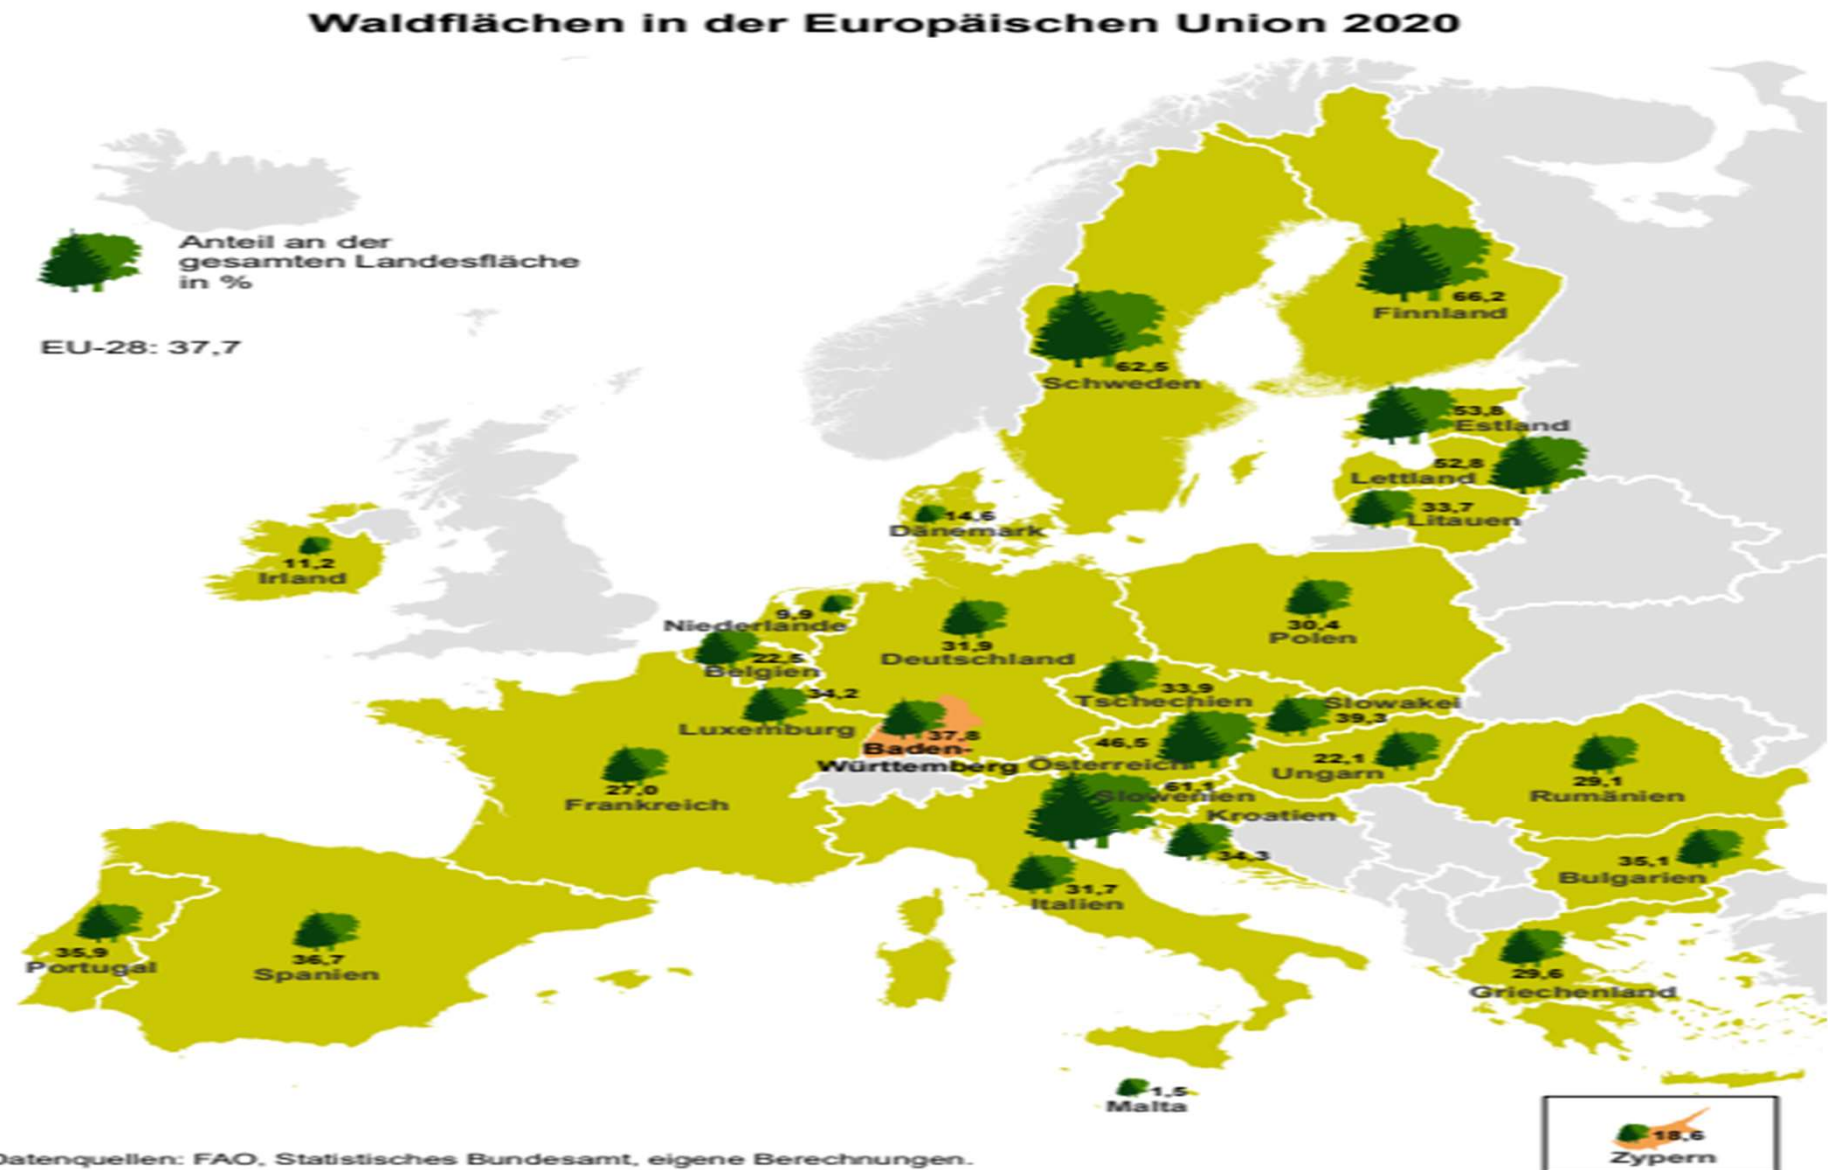 Waldflächen in der Europäischen Union 2020
Anteil an der
gesamten Landesfläche
in %
EU-28: 37,7
66,2
Finnland
62,5
Schweden
53,8
Estland
52,8
Lettland
33,7
Litauen
14,6
Dänemark
11,2
Irland
9,9
Niederlande
22,5
Belgien
31,9
Deutschland
30,4
Polen
34,2
Luxemburg
33,9
Tschechien
Slowakei
39,3
37,8
Baden-
Württemberg
46,5
Österreich
22,1
Ungarn
29,1
Rumänien
27,0
Frankreich
61,1
Slowenien
Kroatien
34,3
35,1
Bulgarien
31,7
Italien
35,9
Portugal
36,7
Spanien
29,6
Griechenland
1,5
Malta
18,6
Zypern
Datenquellen: FAO, Statistisches Bundesamt, eigene Berechnungen.